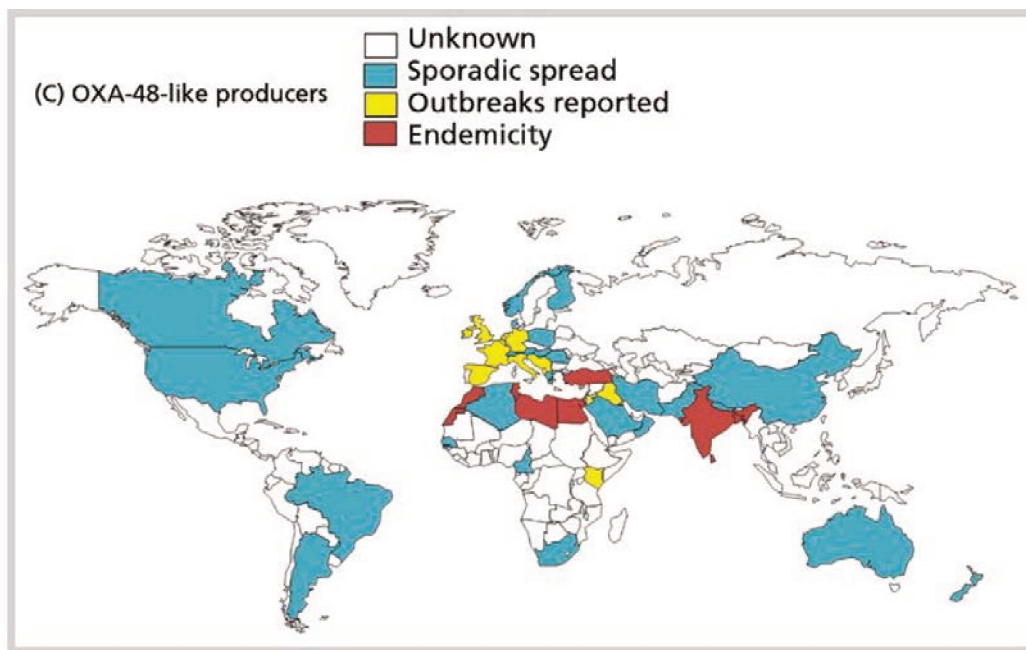 (C) OXA-48-like producers
Unknown
Sporadic spread
Outbreaks reported
Endemicity